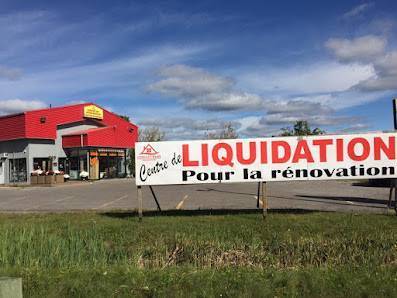 Centre de LIQUIDATION
Pour la rénovation